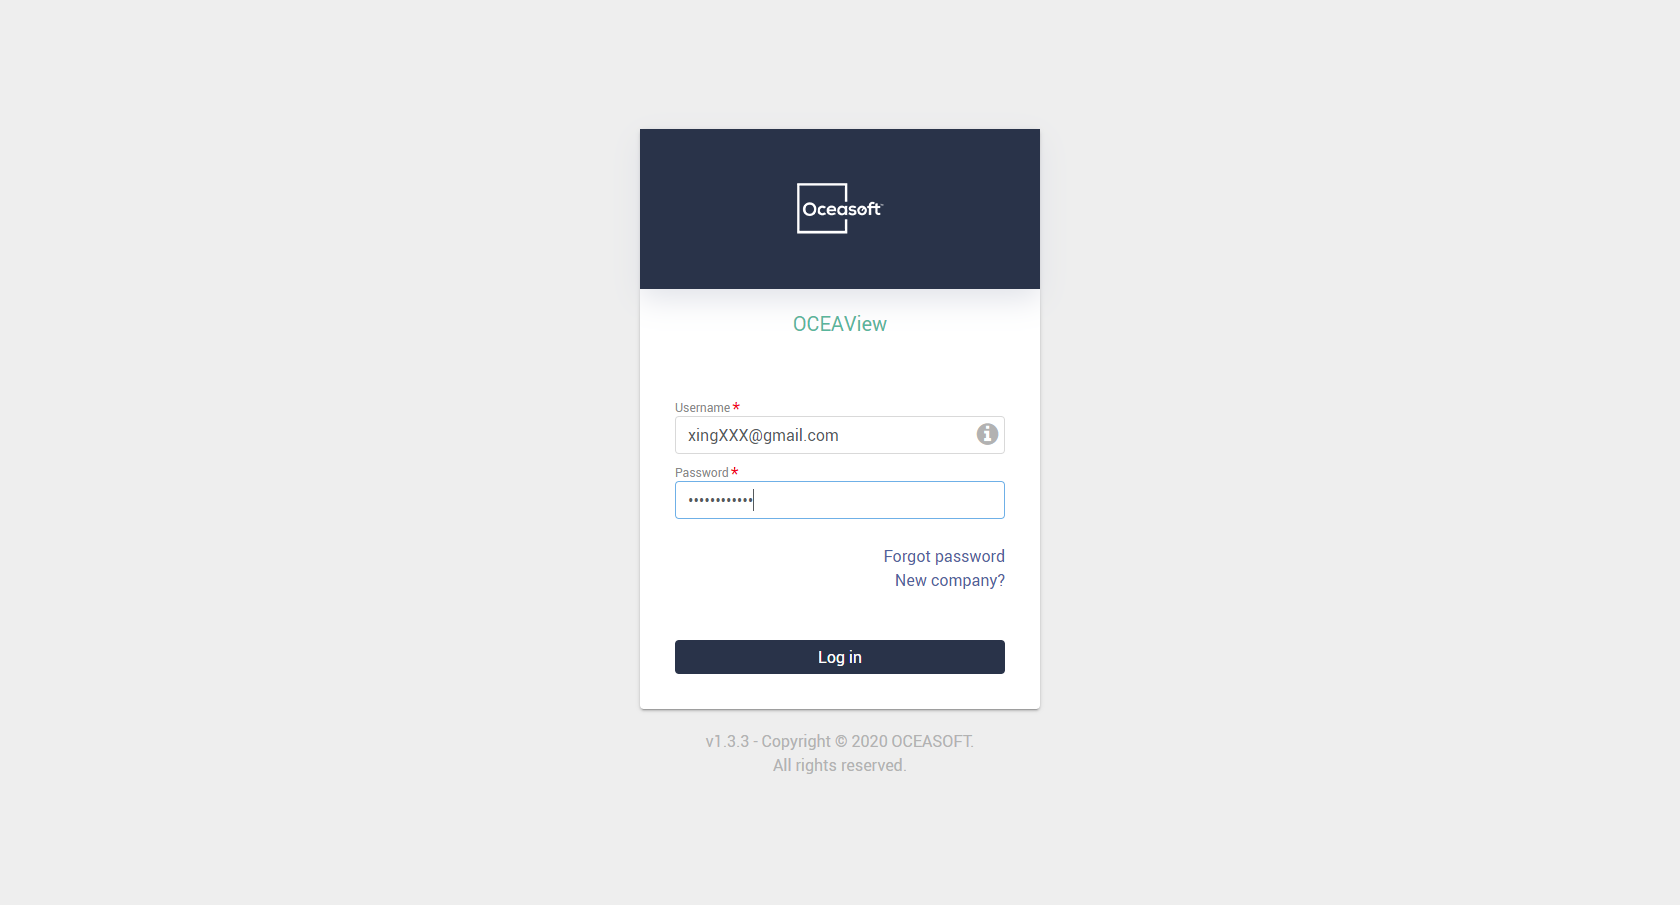 Oceasoft™
OCEAView
Username *
xingXXX@gmail.com
Password *
••••••••••••
Forgot password
New company?
Log in
v1.3.3 - Copyright © 2020 OCEASOFT.
All rights reserved.